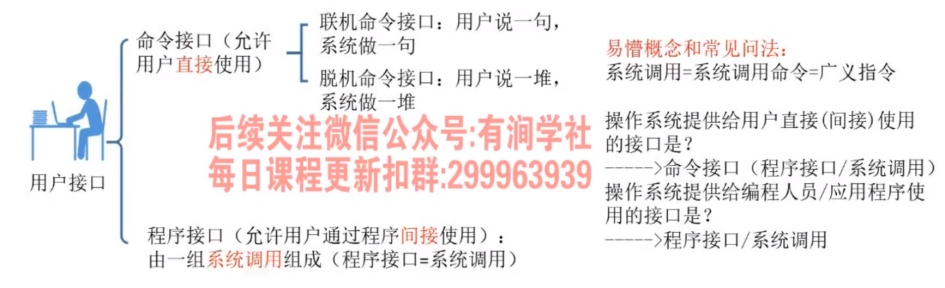 命令接口（允许
用户直接使用）
联机命令接口：用户说一句，
系统做一句
脱机命令接口：用户说一堆，
系统做一堆
用户接口
程序接口（允许用户通过程序间接使用）：
由一组系统调用组成（程序接口=系统调用）
易懵概念和常见问法：
系统调用=系统调用命令=广义指令
操作系统提供给用户直接(间接)使用
的接口是？
----->命令接口（程序接口/系统调用）
操作系统提供给编程人员/应用程序使
用的接口是？
----->程序接口/系统调用
后续关注微信公众号:有涧学社
每日课程更新扣群:299963939